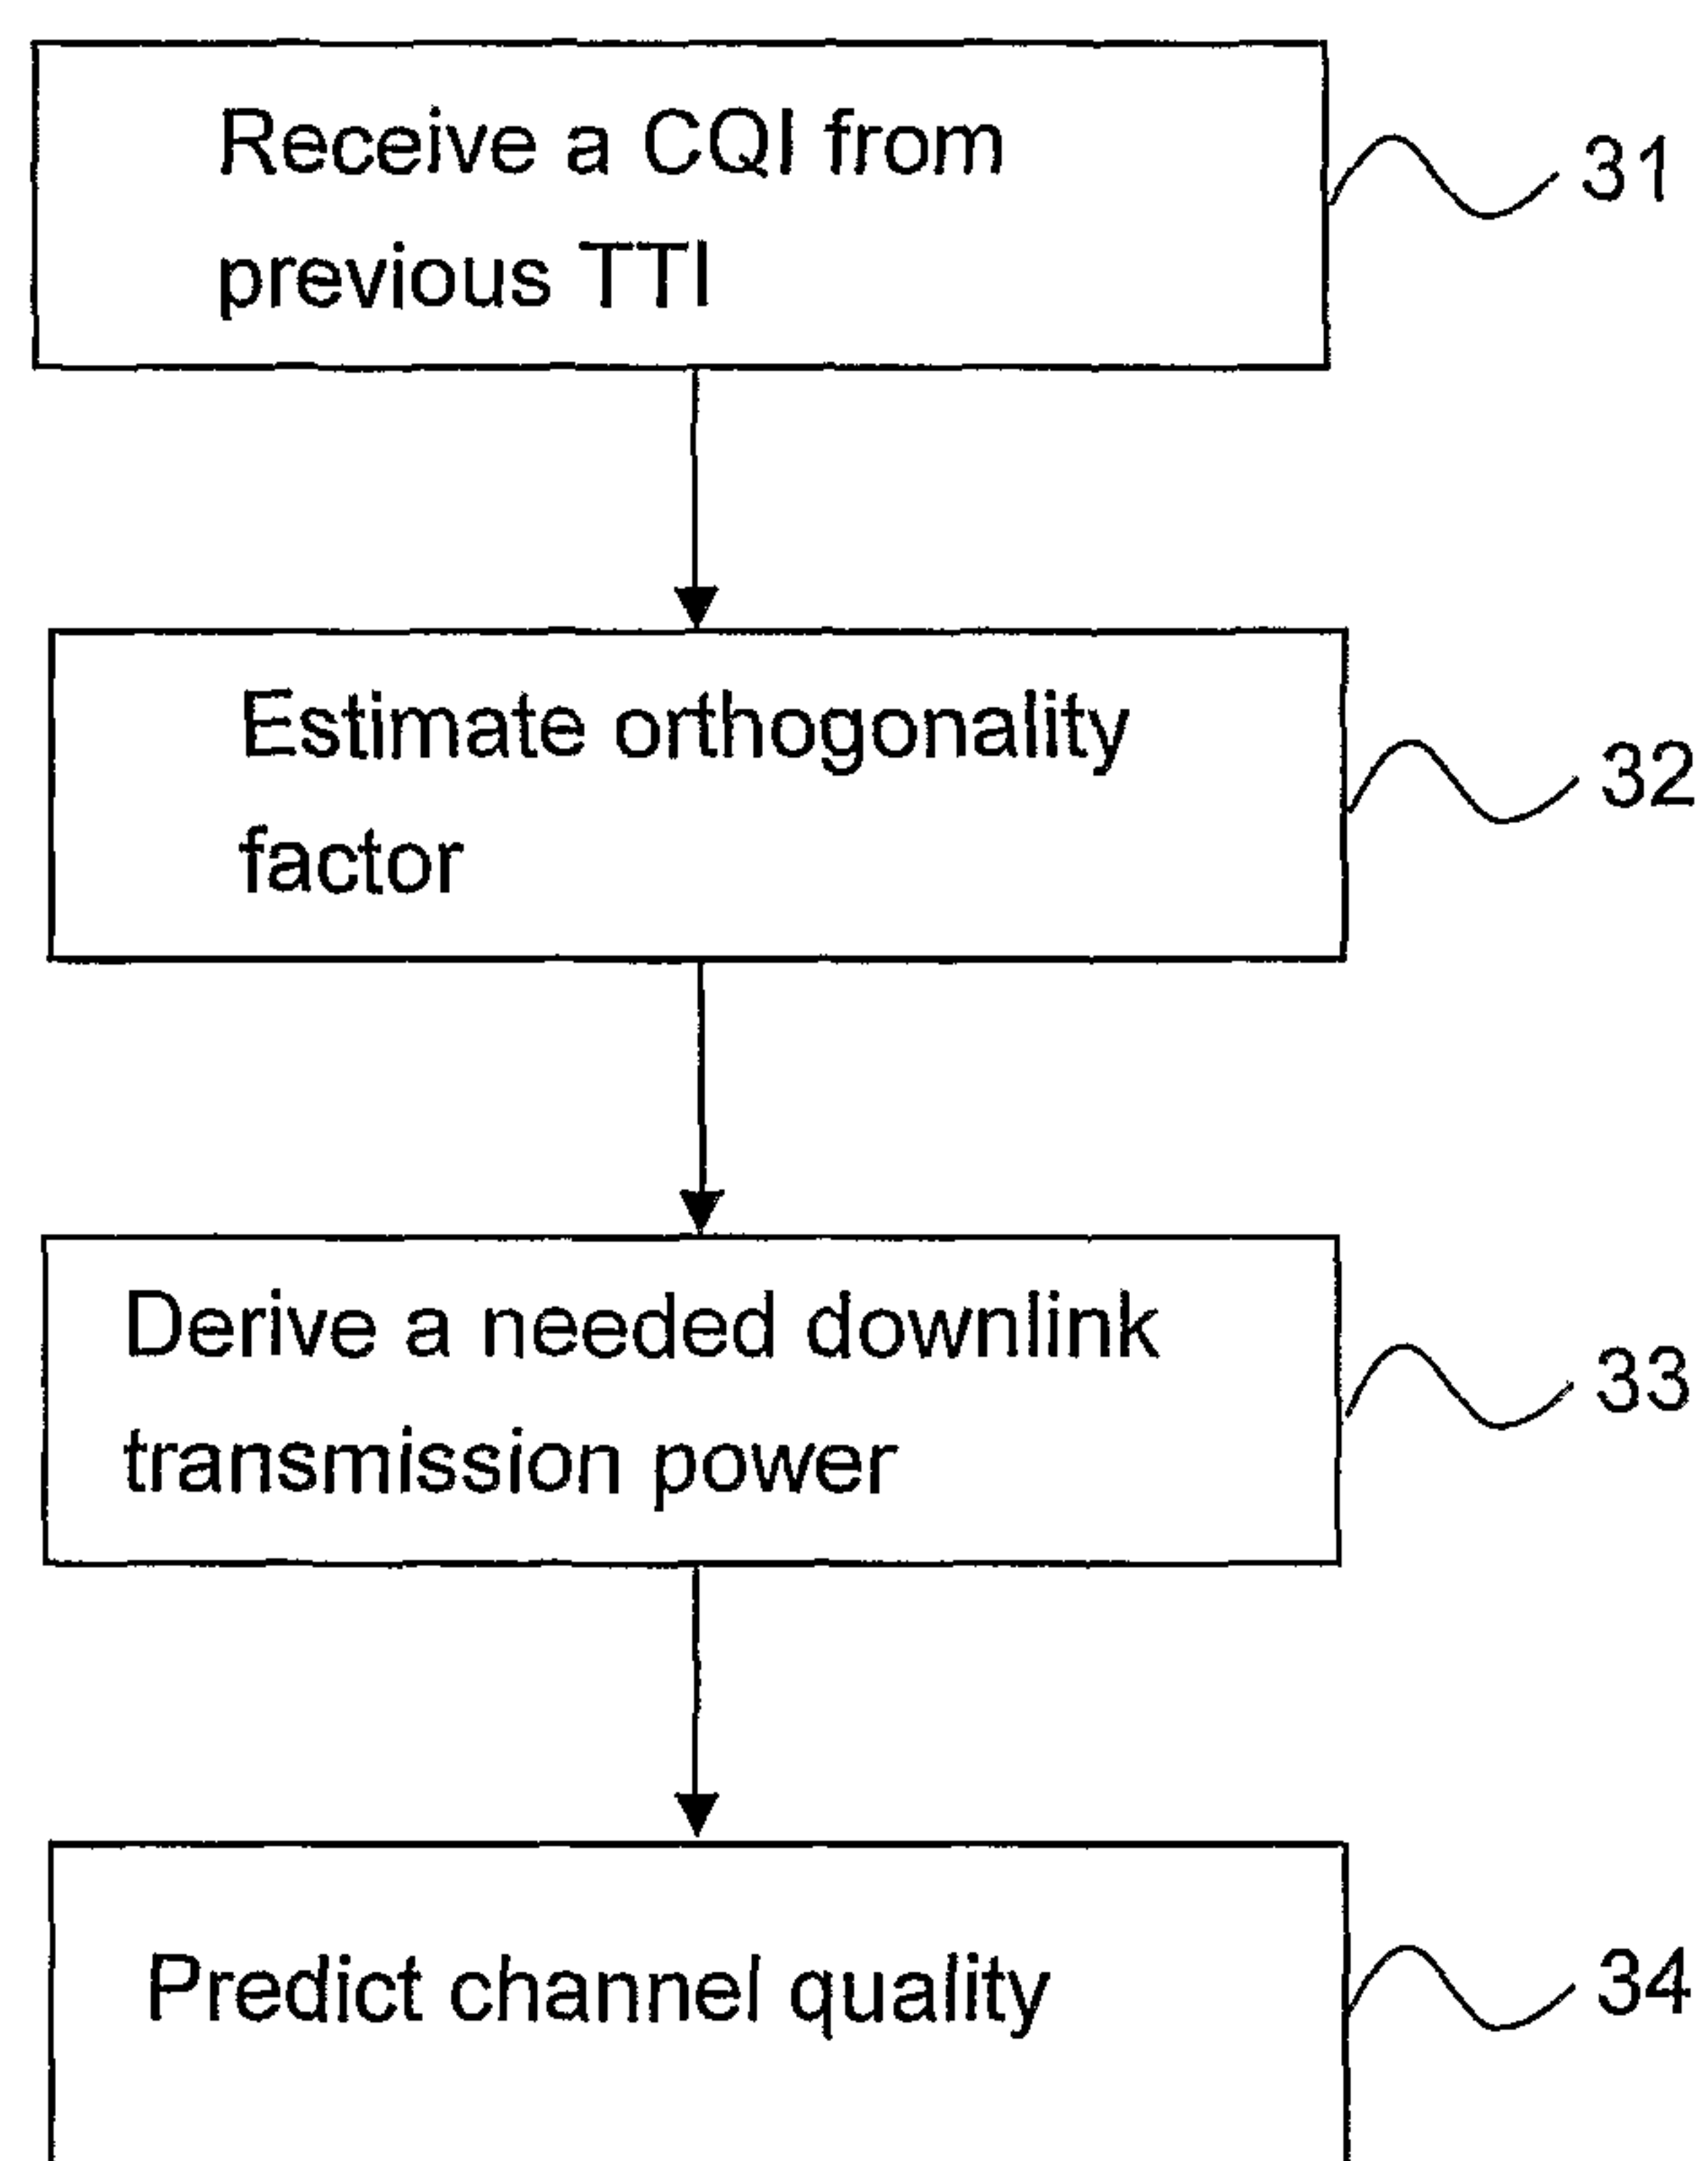 Receive a CQI from
previous TTI
31
Estimate orthogonality
factor
32
Derive a needed downlink
transmission power
33
Predict channel quality
34